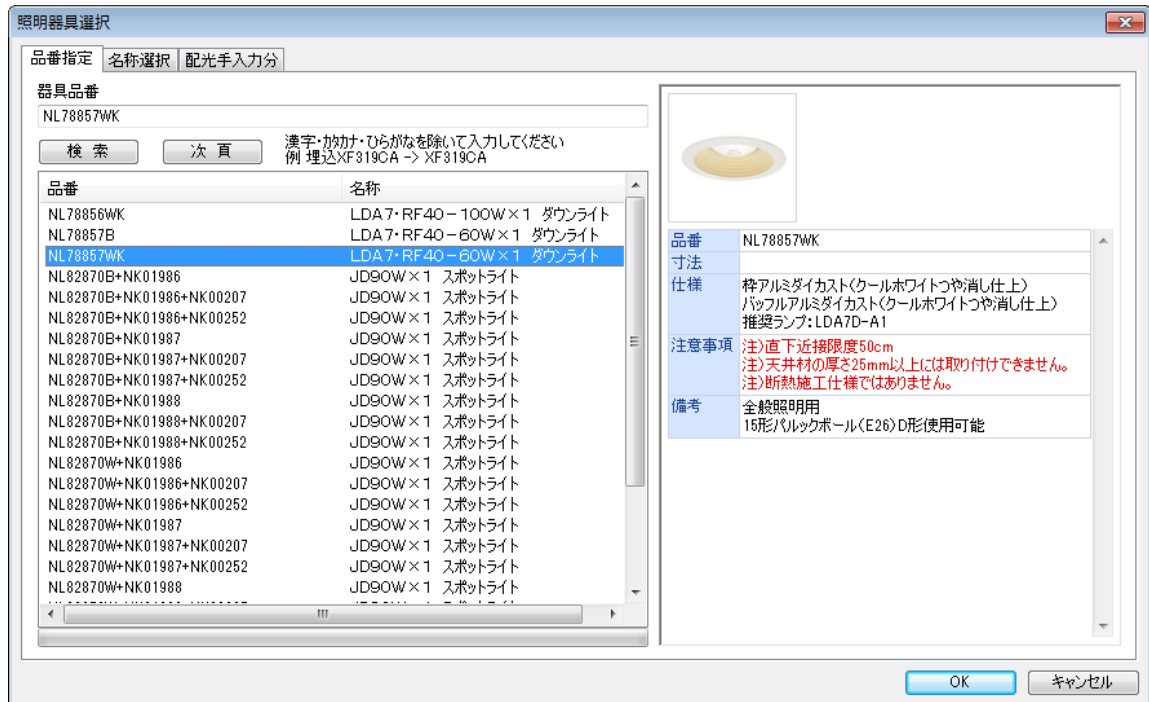 照明器具選択
品番指定 名称選択 配光手入力分
器具品番
NL78857WK
検 索 次 頁 漢字・カタカナ・ひらがなを除いて入力してください
例 埋込XF319CA -> XF319CA
品番 名称
NL78856WK LDA7・RF40-100W×1 ダウンライト
NL78857B LDA7・RF40-60W×1 ダウンライト
NL78857WK LDA7・RF40-60W×1 ダウンライト
NL82870B+NK01986 JD90W×1 スポットライト
NL82870B+NK01986+NK00207 JD90W×1 スポットライト
NL82870B+NK01986+NK00252 JD90W×1 スポットライト
NL82870B+NK01987 JD90W×1 スポットライト
NL82870B+NK01987+NK00207 JD90W×1 スポットライト
NL82870B+NK01987+NK00252 JD90W×1 スポットライト
NL82870B+NK01988 JD90W×1 スポットライト
NL82870B+NK01988+NK00207 JD90W×1 スポットライト
NL82870B+NK01988+NK00252 JD90W×1 スポットライト
NL82870W+NK01986 JD90W×1 スポットライト
NL82870W+NK01986+NK00207 JD90W×1 スポットライト
NL82870W+NK01986+NK00252 JD90W×1 スポットライト
NL82870W+NK01987 JD90W×1 スポットライト
NL82870W+NK01987+NK00207 JD90W×1 スポットライト
NL82870W+NK01987+NK00252 JD90W×1 スポットライト
NL82870W+NK01988 JD90W×1 スポットライト
品番 NL78857WK
寸法
仕様 枠アルミダイカスト(クールホワイトつや消し仕上)
バッフルアルミダイカスト(クールホワイトつや消し仕上)
推奨ランプ:LDA7D-A1
注意事項 注)直下近接限度50cm
注)天井材の厚さ25mm以上には取り付けできません。
注)断熱施工仕様ではありません。
備考 全般照明用
15形パルックボール(E26)D形使用可能
OK キャンセル